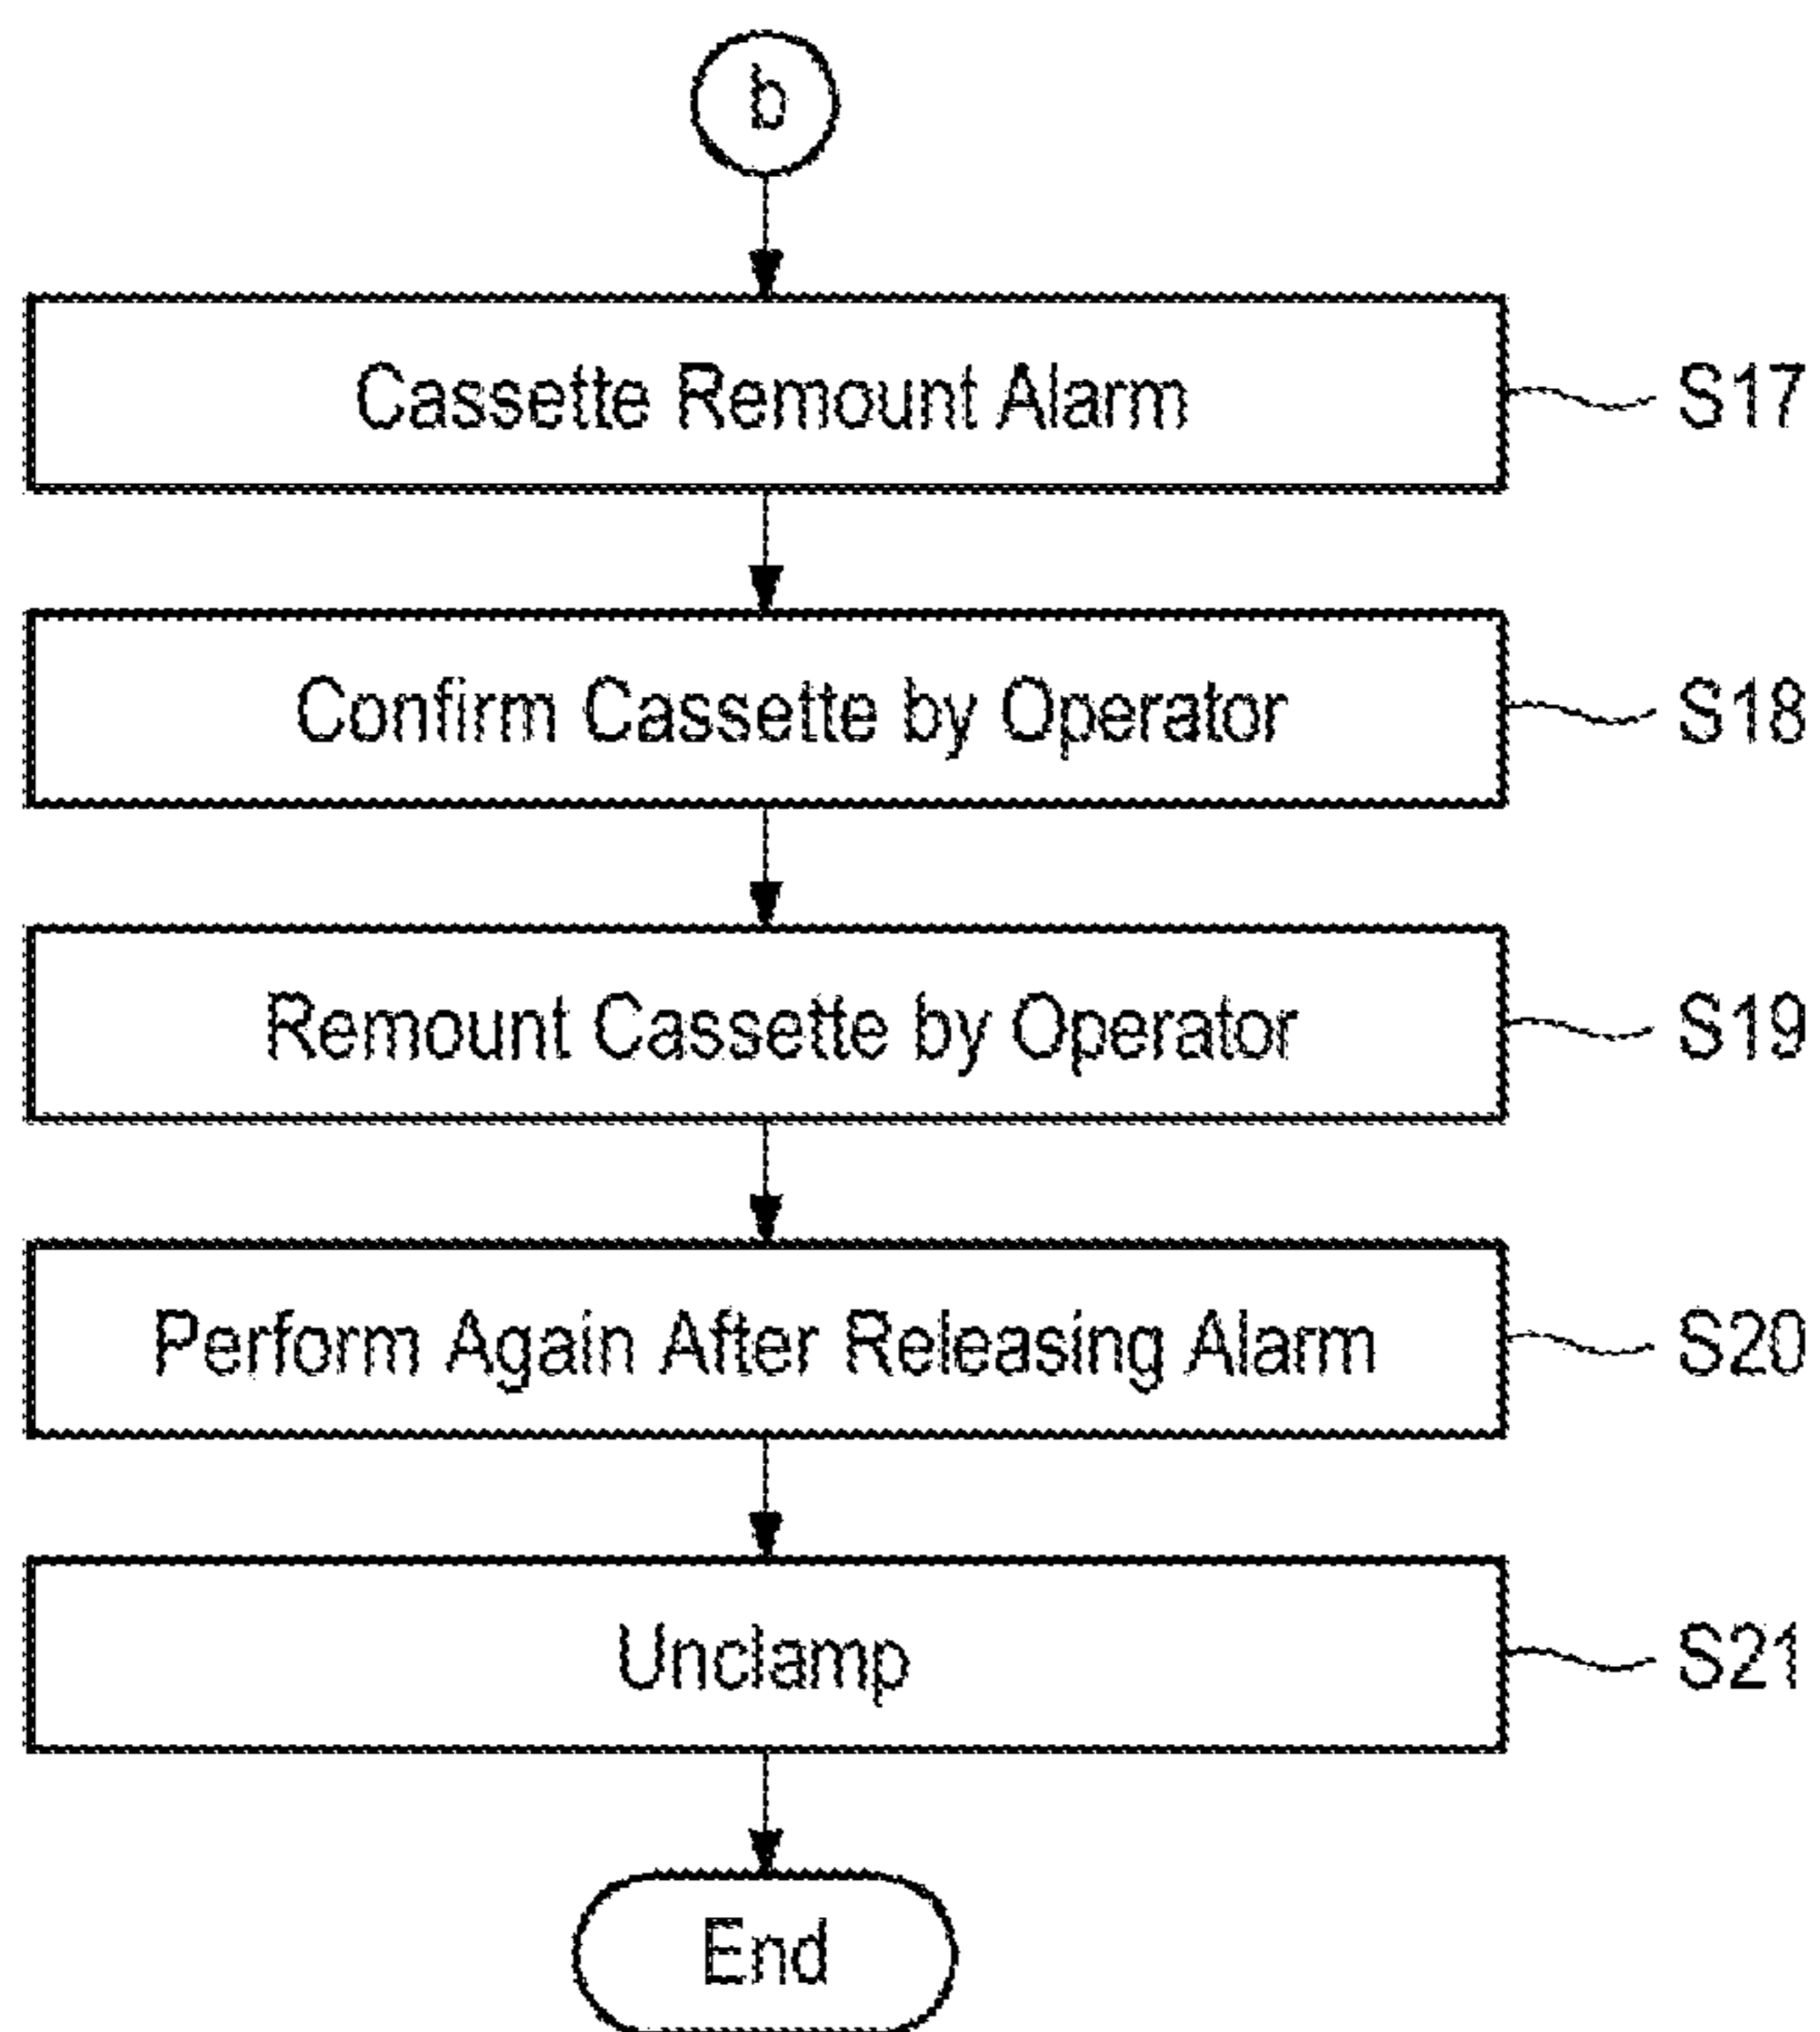 b
Cassette Remount Alarm
S17
Confirm Cassette by Operator
S18
Remount Cassette by Operator
S19
Perform Again After Releasing Alarm
S20
Unclamp
S21
End